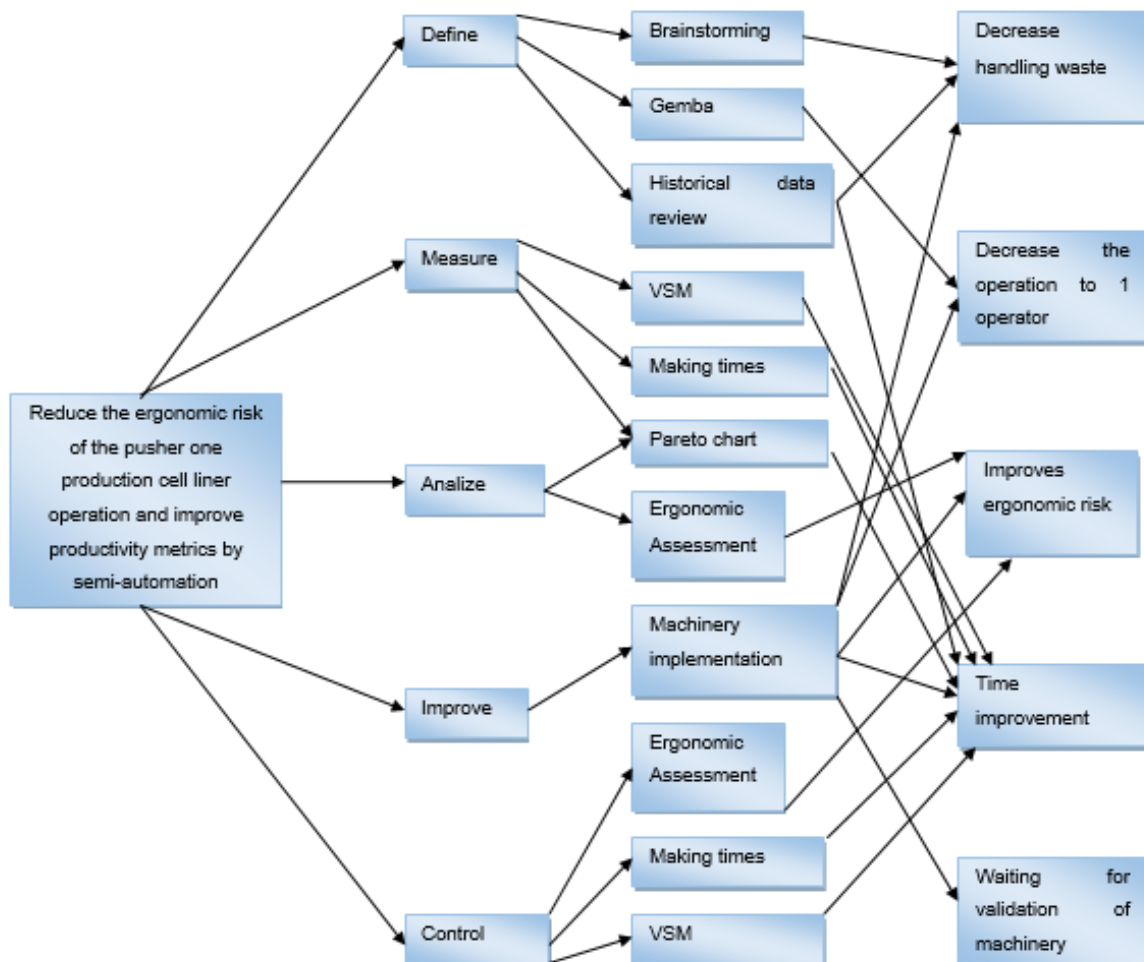 Define
Brainstorming
Decrease
handling waste
Gemba
Historical data
review
Measure
VSM
Decrease the
operation to 1
operator
Making times
Reduce the ergonomic risk
of the pusher one
production cell liner
operation and improve
productivity metrics by
semi-automation
Pareto chart
Analize
Ergonomic
Assessment
Improves
ergonomic risk
Machinery
implementation
Improve
Time
improvement
Ergonomic
Assessment
Making times
Control
VSM
Waiting for
validation of
machinery